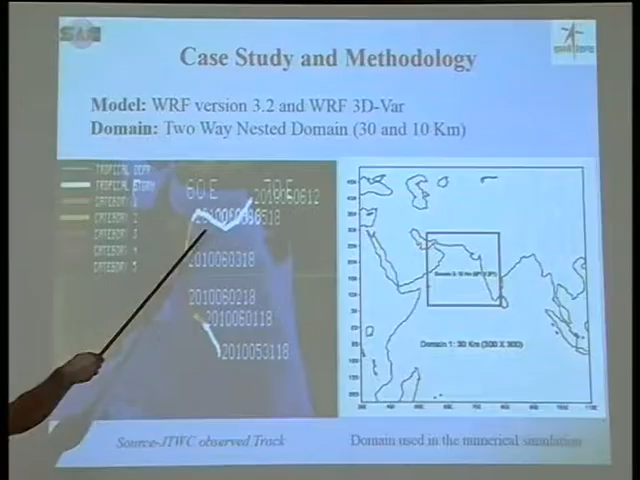 SAC
Case Study and Methodology
Model: WRF version 3.2 and WRF 3D-Var
Domain: Two Way Nested Domain (30 and 10 Km)
TROPICAL DEPR
TROPICAL STORM
CATEGORY 1
CATEGORY 2
CATEGORY 3
CATEGORY 4
CATEGORY 5
60 E 70 E
2010060612
2010060318
2010060218
2010060118
2010053118
Domain 1: 30 Km (300 X 300)
Source-JTWC observed Track
Domain used in the numerical simulation